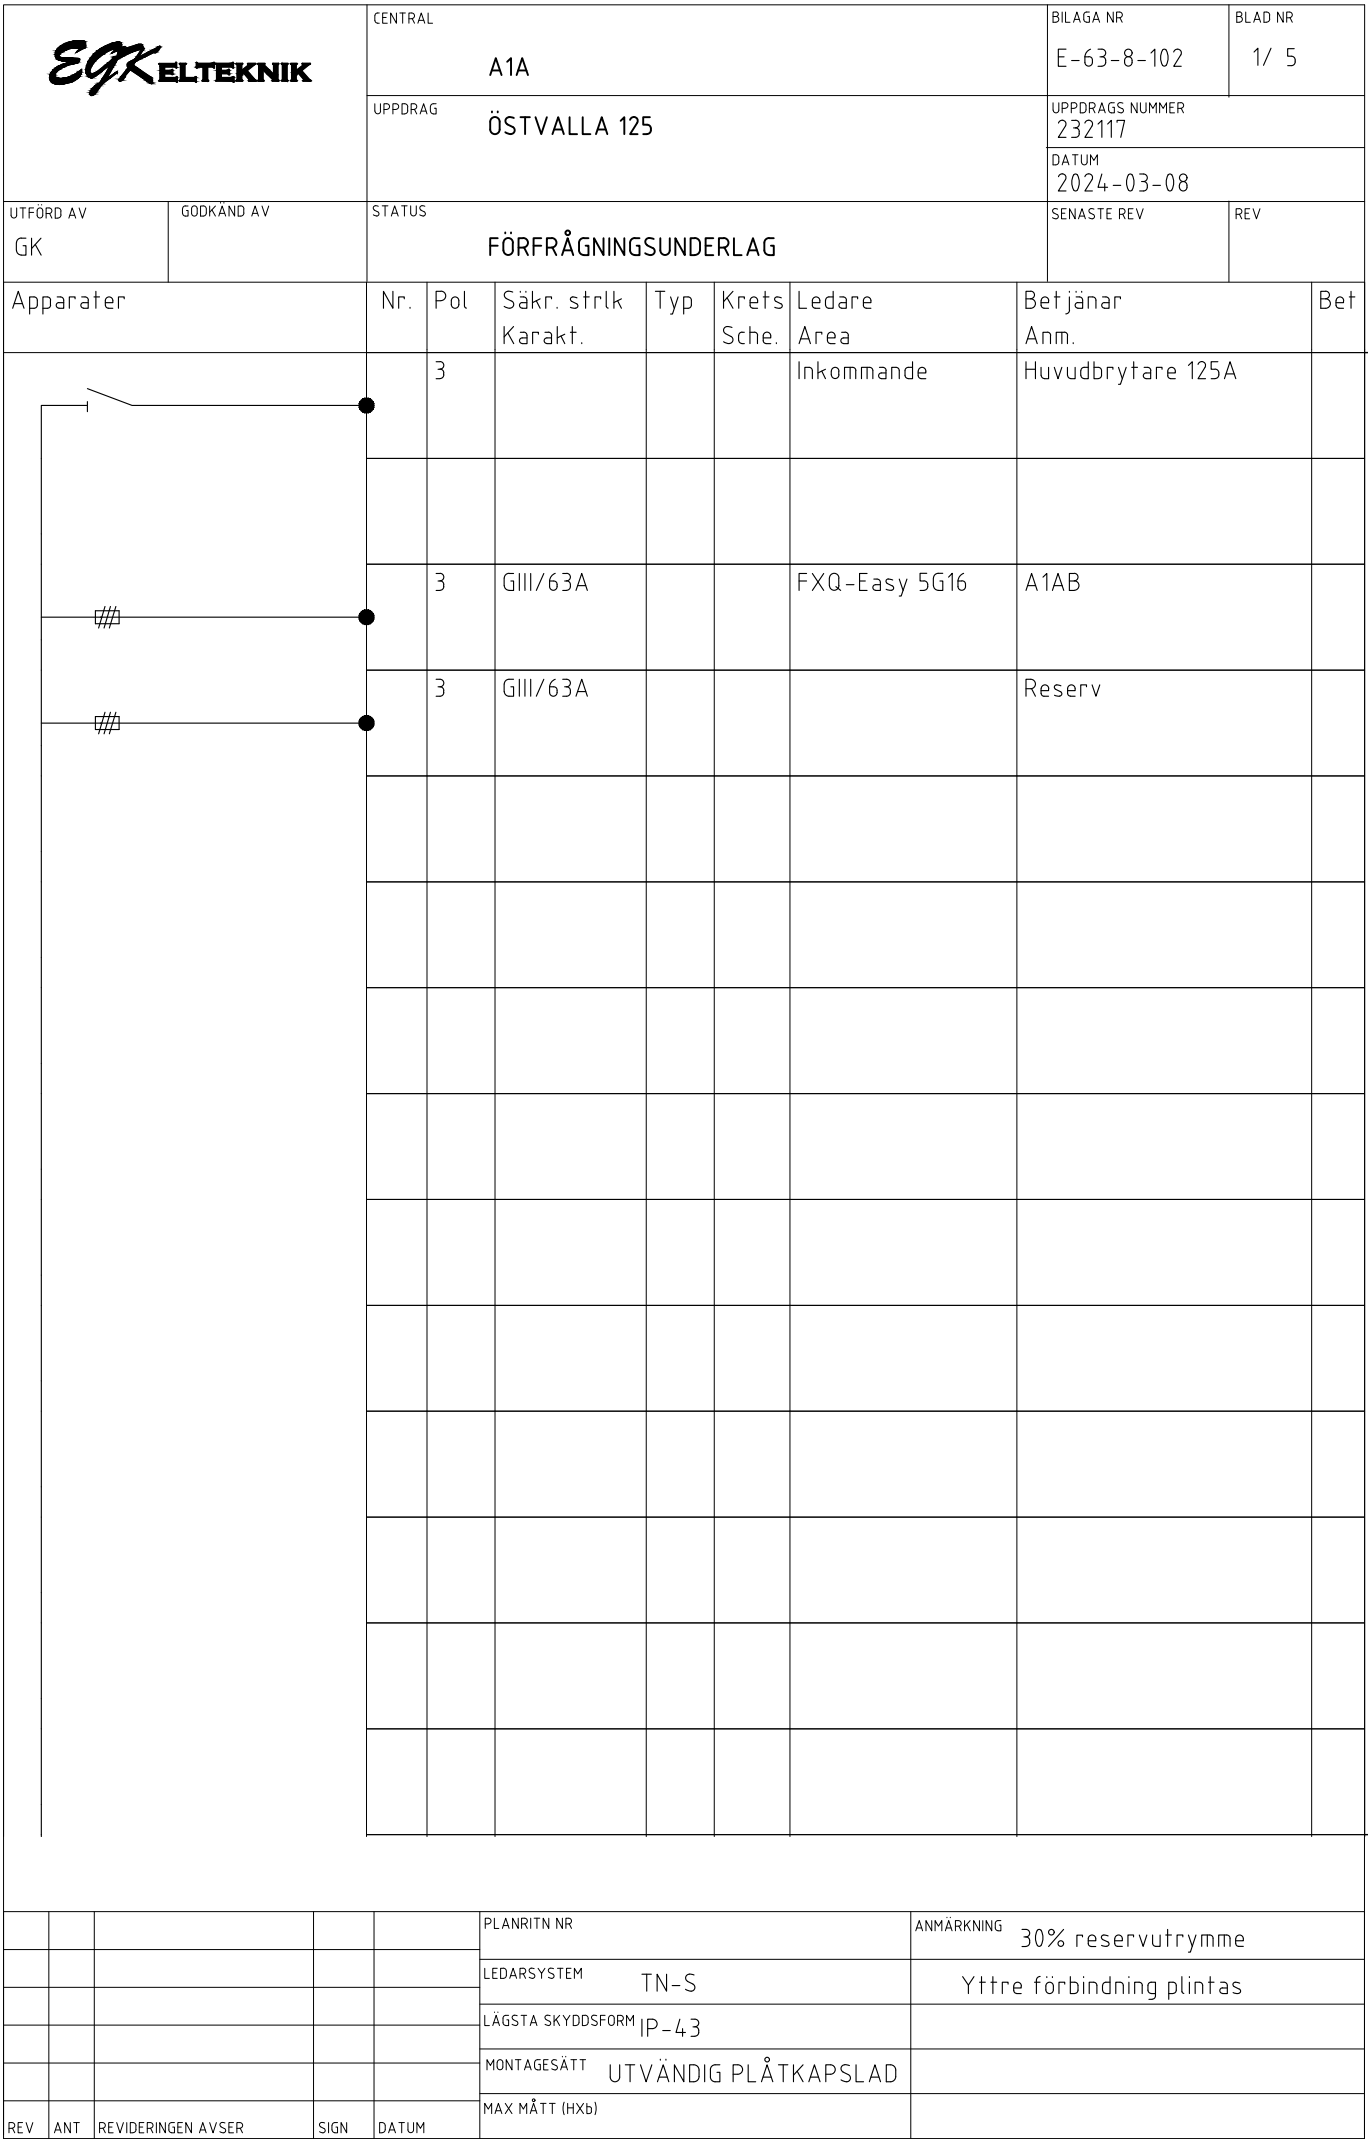 EGK ELTEKNIK
CENTRAL
A1A
BILAGA NR
E-63-8-102
BLAD NR
1/ 5
UPPDRAG
ÖSTVALLA 125
UPPDRAGS NUMMER
232117
DATUM
2024-03-08
UTFÖRD AV
GK
GODKÄND AV
STATUS
FÖRFRÅGNINGSUNDERLAG
SENASTE REV
REV
Apparater Nr. Pol Säkr. strlk Typ Krets Ledare Betjänar Bet
Karakt. Sche. Area Anm.
3 Inkommande Huvudbrytare 125A
3 GIII/63A FXQ-Easy 5G16 A1AB
3 GIII/63A Reserv
PLANRITN NR
ANMÄRKNING 30% reservutrymme
LEDARSYSTEM TN-S
Yttre förbindning plintas
LÄGSTA SKYDDSFORM IP-43
MONTAGESÄTT UTVÄNDIG PLÅTKAPSLAD
MAX MÅTT (HXb)
REV ANT REVIDERINGEN AVSER SIGN DATUM